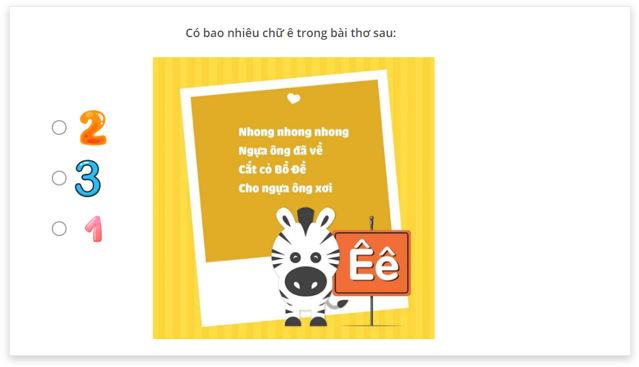 Có bao nhiêu chữ ê trong bài thơ sau:
2
3
1
Nhong nhong nhong
Ngựa ông đã về
Cắt cỏ Bồ Đề
Cho ngựa ông xơi
Êê